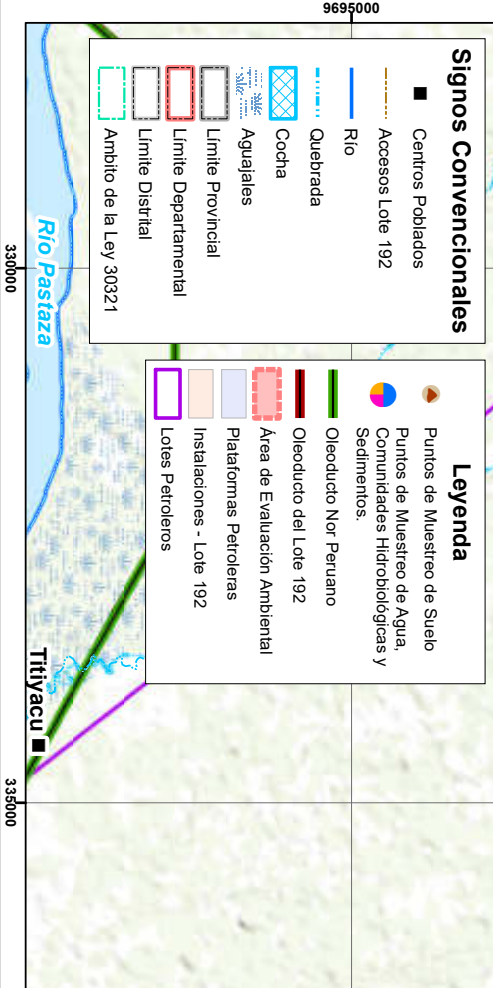 9695000
Signos Convencionales
Centros Poblados
Accesos Lote 192
Río
Quebrada
Cocha
Aguajales
Límite Provincial
Límite Departamental
Límite Distrital
Ambito de la Ley 30321
Leyenda
Puntos de Muestreo de Suelo
Puntos de Muestreo de Agua,
Comunidades Hidrobiológicas y
Sedimentos.
Oleoducto Nor Peruano
Oleoducto del Lote 192
Área de Evaluación Ambiental
Plataformas Petroleras
Instalaciones - Lote 192
Lotes Petroleros
Río Pastaza
Titiyacu
330000
335000